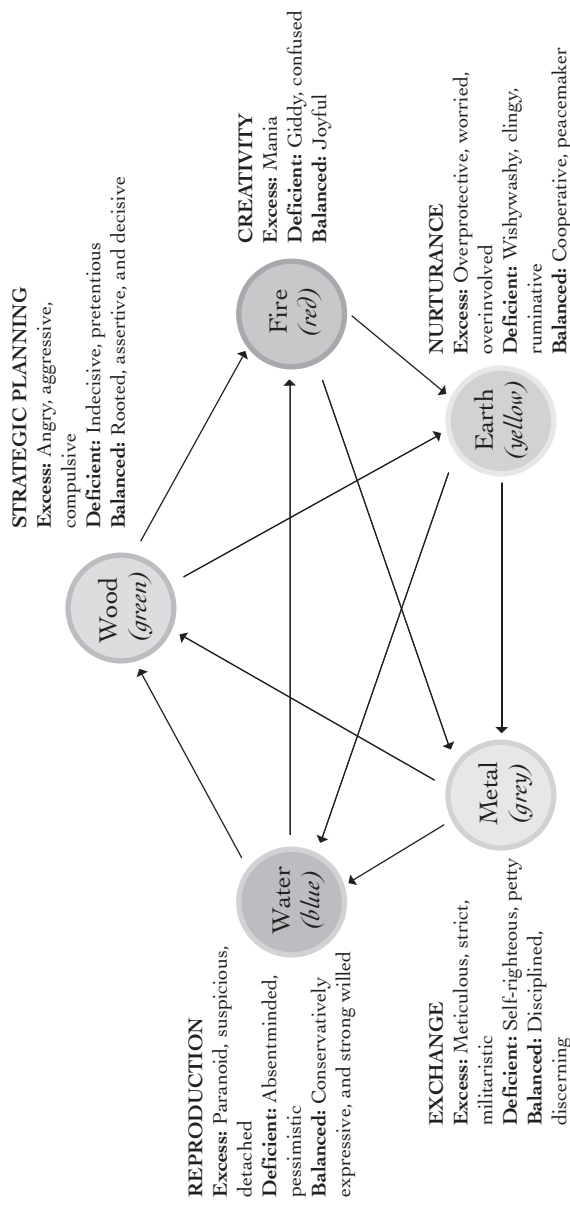 STRATEGIC PLANNING
Excess: Angry, aggressive,
compulsive
Deficient: Indecisive, pretentious
Balanced: Rooted, assertive, and decisive
Wood
(green)
CREATIVITY
Excess: Mania
Deficient: Giddy, confused
Balanced: Joyful
Fire
(red)
NURTURANCE
Excess: Overprotective, worried,
overinvolved
Deficient: Wishywashy, clingy,
ruminative
Balanced: Cooperative, peacemaker
Earth
(yellow)
EXCHANGE
Excess: Meticulous, strict,
militaristic
Deficient: Self-righteous, petty
Balanced: Disciplined,
discerning
Metal
(grey)
REPRODUCTION
Excess: Paranoid, suspicious,
detached
Deficient: Absentminded,
pessimistic
Balanced: Conservatively
expressive, and strong willed
Water
(blue)